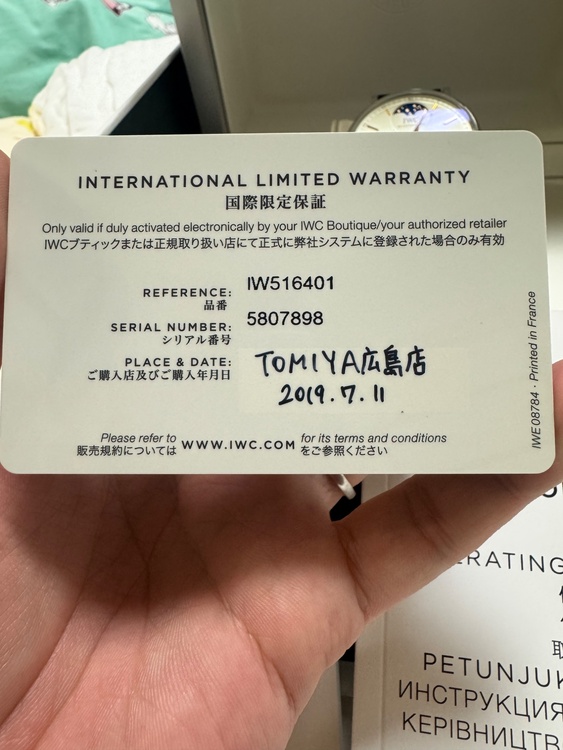 IWC
INTERNATIONAL LIMITED WARRANTY
国際限定保証
Only valid if duly activated electronically by your IWC Boutique/your authorized retailer
IWCブティックまたは正規取り扱い店にて正式に弊社システムに登録された場合のみ有効
REFERENCE: IW516401
品番
SERIAL NUMBER: 5807898
シリアル番号
PLACE & DATE: TOMIYA広島店
ご購入店及びご購入年月日 2019.7.11
Please refer to WWW.IWC.COM for its terms and conditions
販売規約については をご参照ください
IWE08784 · Printed in France
ERATING
取
PETUNJUK
ИНСТРУКЦИЯ
КЕРІВНИЦТВ